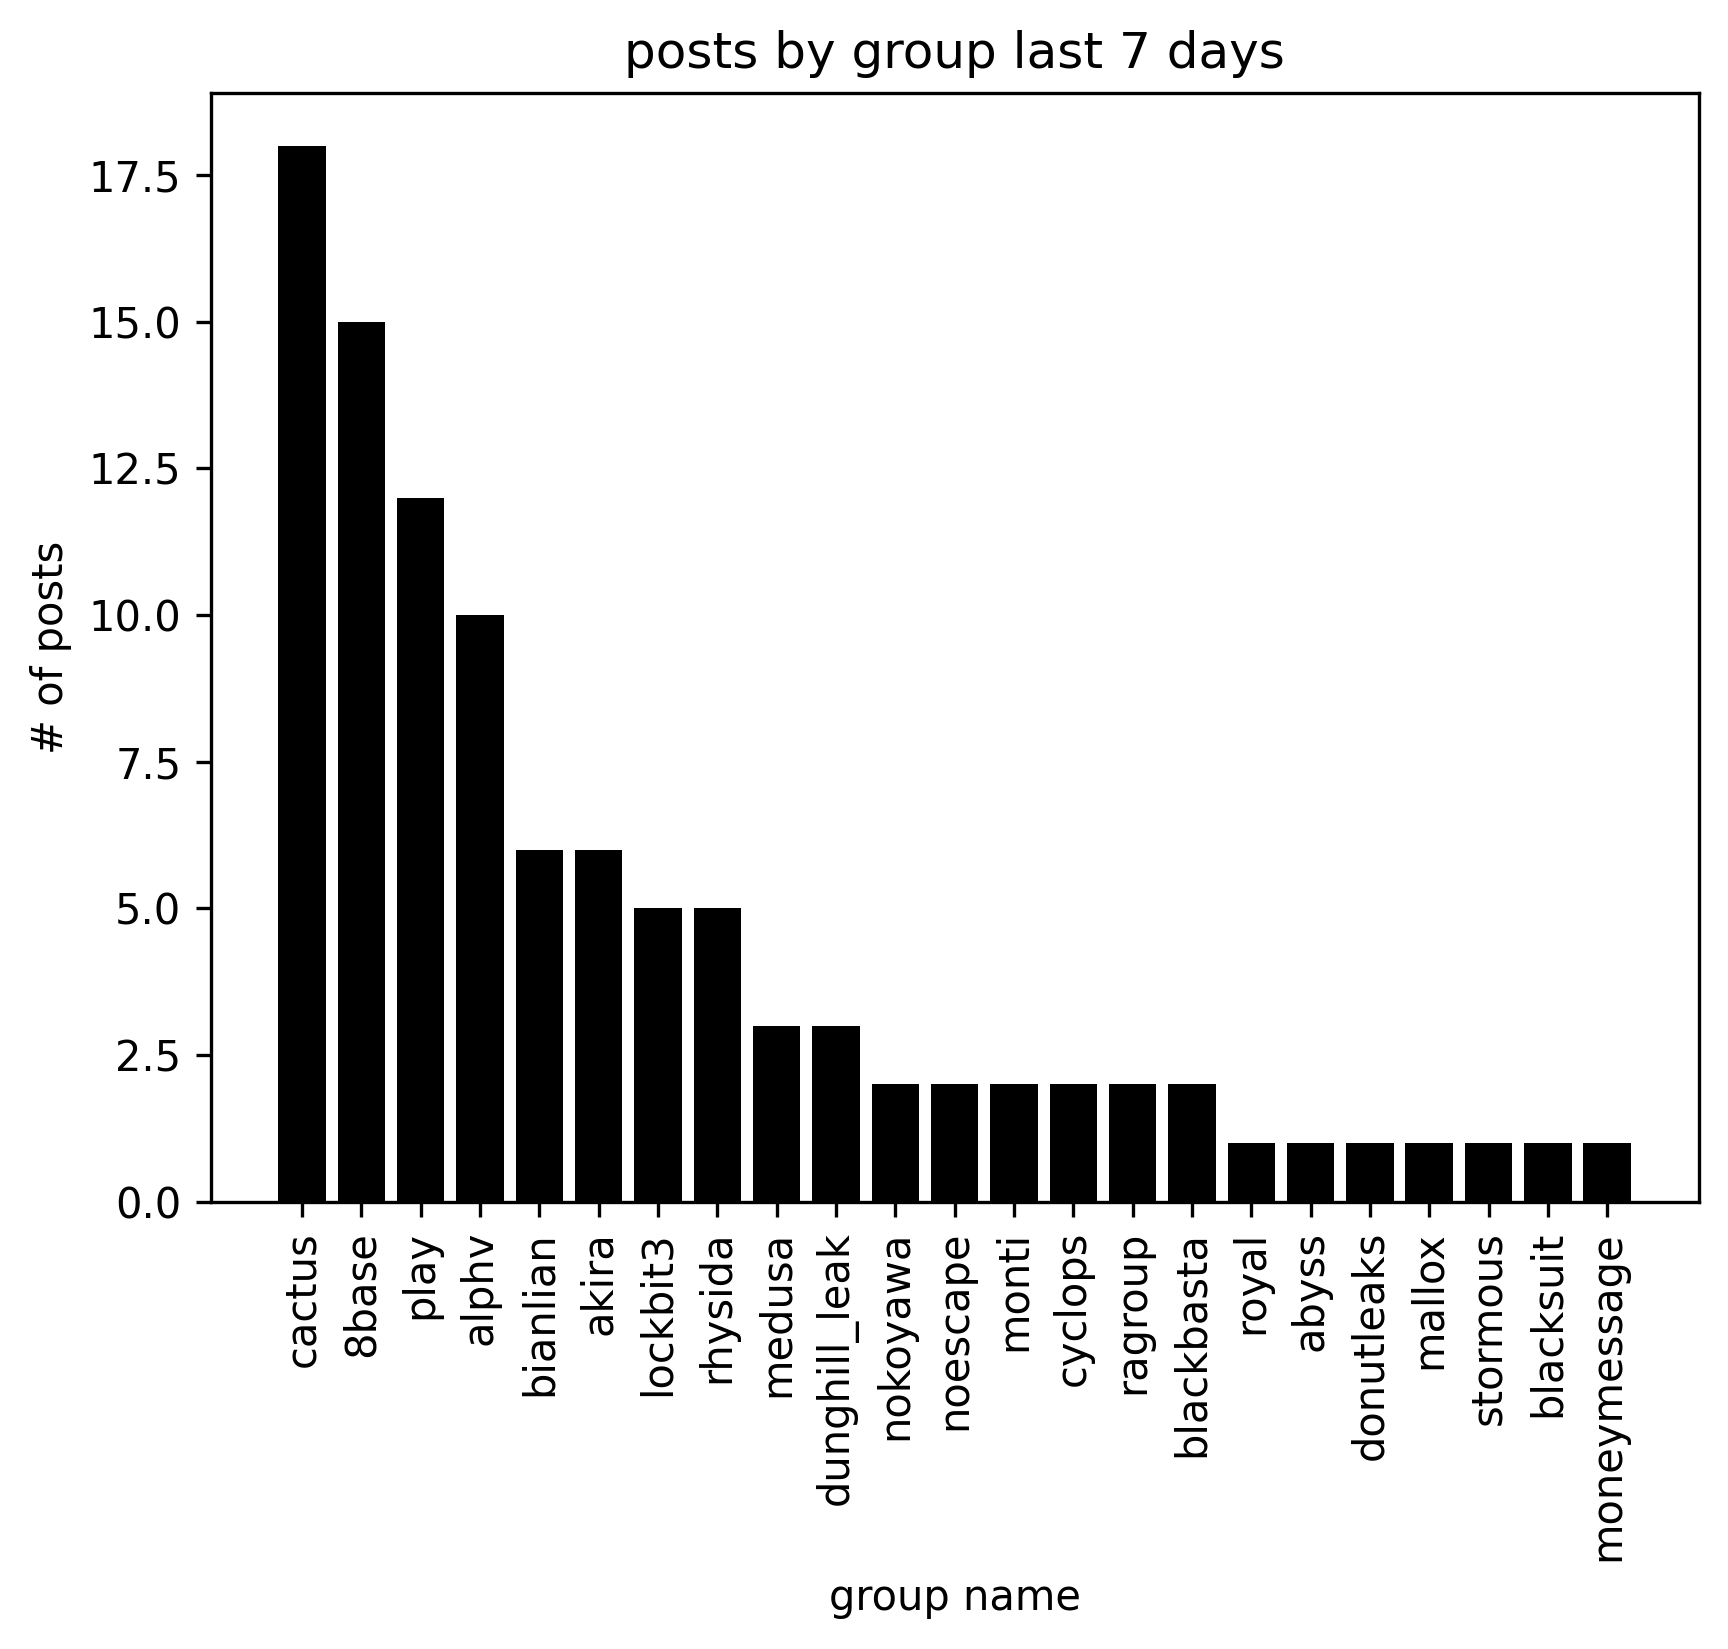 posts by group last 7 days
# of posts
17.5
15.0
12.5
10.0
7.5
5.0
2.5
0.0
cactus
8base
play
alphv
bianlian
akira
lockbit3
rhysida
medusa
dunghill_leak
nokoyawa
noescape
monti
cyclops
ragroup
blackbasta
royal
abyss
donutleaks
mallox
stormous
blacksuit
moneymessage
group name